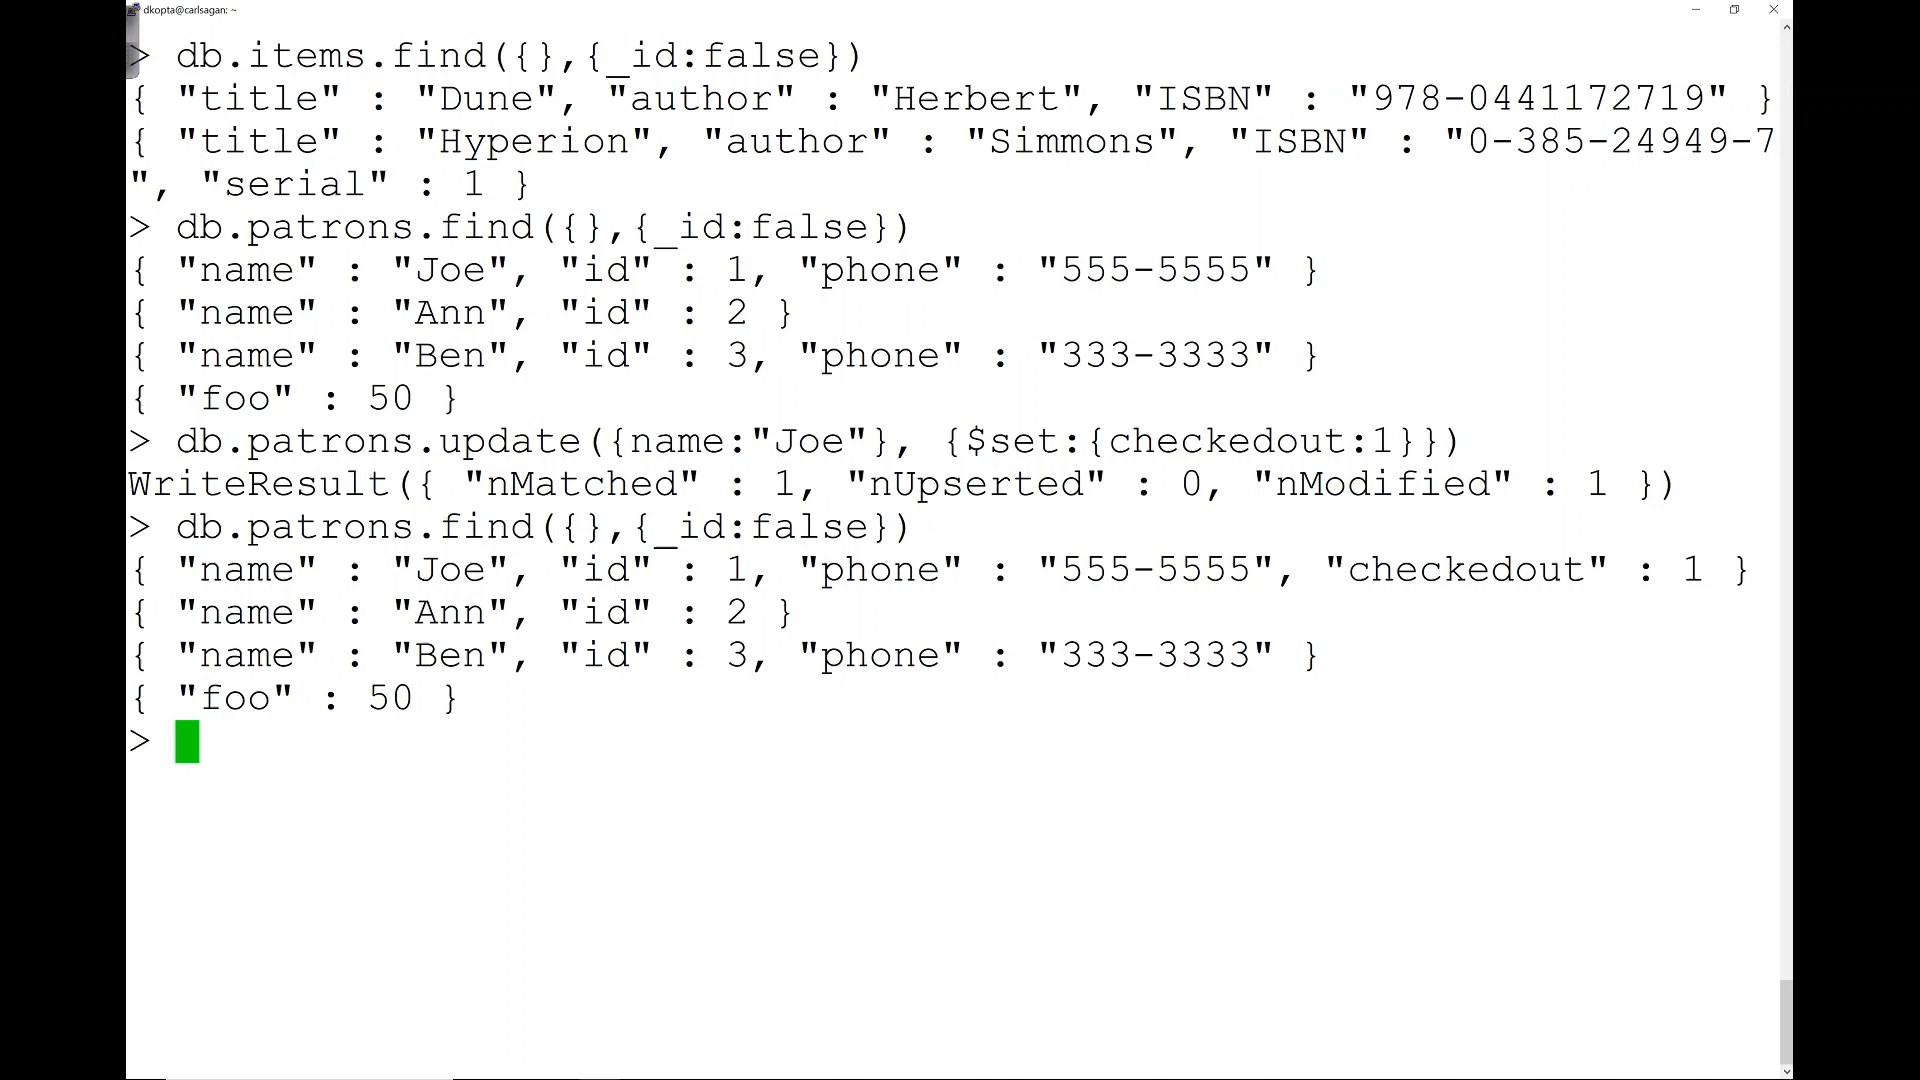 dkopta@carlsagan: ~
> db.items.find({},{_id:false})
{ "title" : "Dune", "author" : "Herbert", "ISBN" : "978-0441172719" }
{ "title" : "Hyperion", "author" : "Simmons", "ISBN" : "0-385-24949-7
", "serial" : 1 }
> db.patrons.find({},{_id:false})
{ "name" : "Joe", "id" : 1, "phone" : "555-5555" }
{ "name" : "Ann", "id" : 2 }
{ "name" : "Ben", "id" : 3, "phone" : "333-3333" }
{ "foo" : 50 }
> db.patrons.update({name:"Joe"}, {$set:{checkedout:1}})
WriteResult({ "nMatched" : 1, "nUpserted" : 0, "nModified" : 1 })
> db.patrons.find({},{_id:false})
{ "name" : "Joe", "id" : 1, "phone" : "555-5555", "checkedout" : 1 }
{ "name" : "Ann", "id" : 2 }
{ "name" : "Ben", "id" : 3, "phone" : "333-3333" }
{ "foo" : 50 }
>